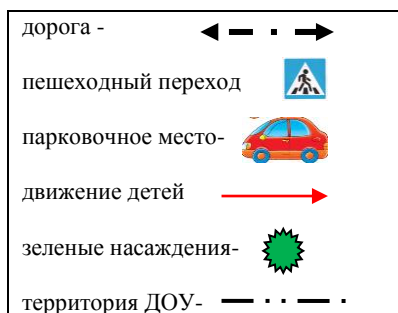 дорога -
пешеходный переход
парковочное место-
движение детей
зеленые насаждения-
территория ДОУ-